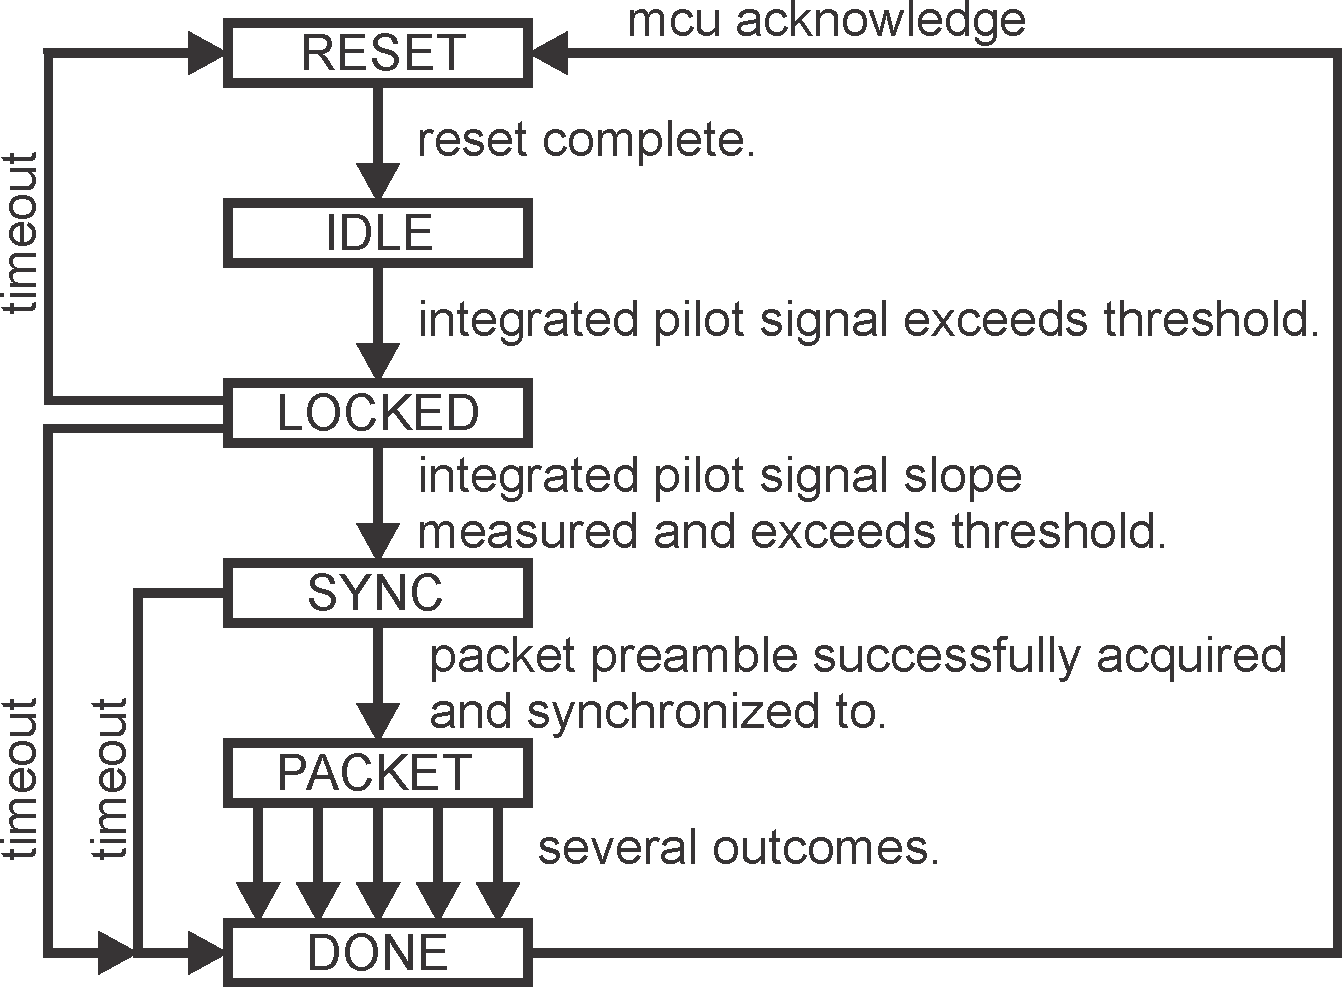 mcu acknowledge
RESET
reset complete.
timeout
IDLE
integrated pilot signal exceeds threshold.
LOCKED
integrated pilot signal slope
measured and exceeds threshold.
SYNC
packet preamble successfully acquired
and synchronized to.
timeout
timeout
PACKET
several outcomes.
DONE